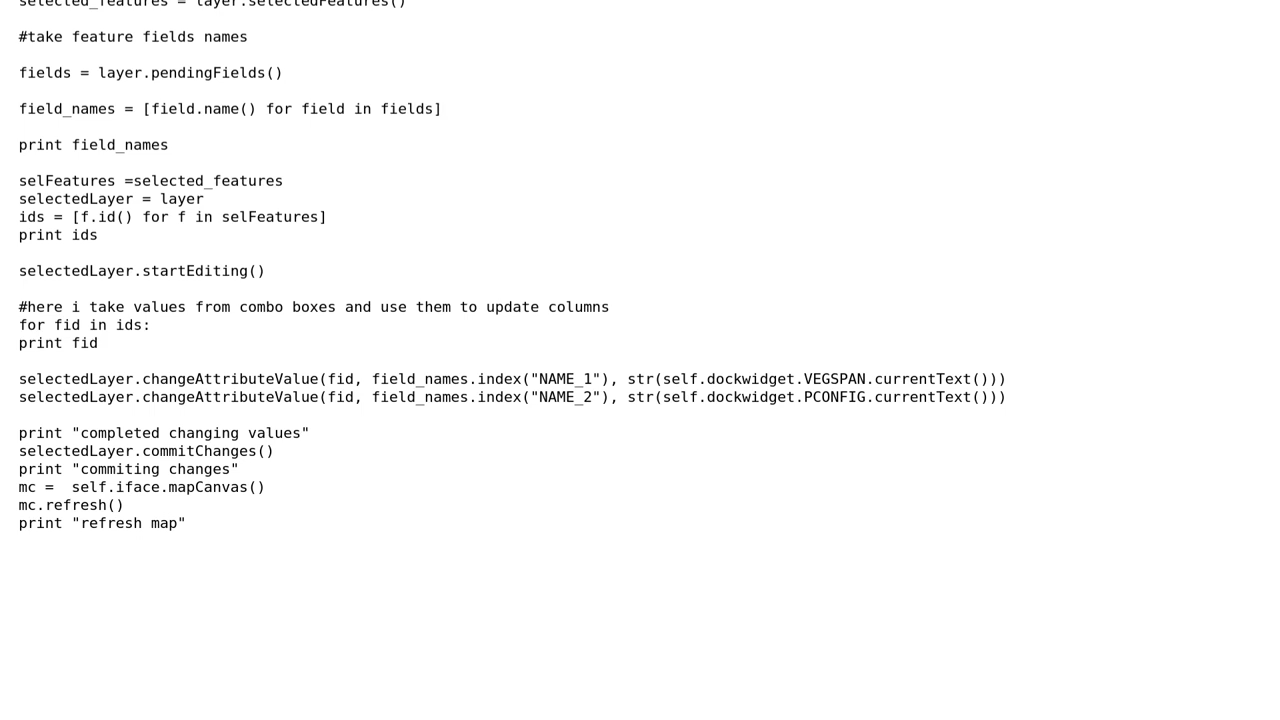 selected_features = layer.selectedFeatures()
#take feature fields names
fields = layer.pendingFields()
field_names = [field.name() for field in fields]
print field_names
selFeatures =selected_features
selectedLayer = layer
ids = [f.id() for f in selFeatures]
print ids
selectedLayer.startEditing()
#here i take values from combo boxes and use them to update columns
for fid in ids:
print fid
selectedLayer.changeAttributeValue(fid, field_names.index("NAME_1"), str(self.dockwidget.VEGSPAN.currentText()))
selectedLayer.changeAttributeValue(fid, field_names.index("NAME_2"), str(self.dockwidget.PCONFIG.currentText()))
print "completed changing values"
selectedLayer.commitChanges()
print "commiting changes"
mc =  self.iface.mapCanvas()
mc.refresh()
print "refresh map"